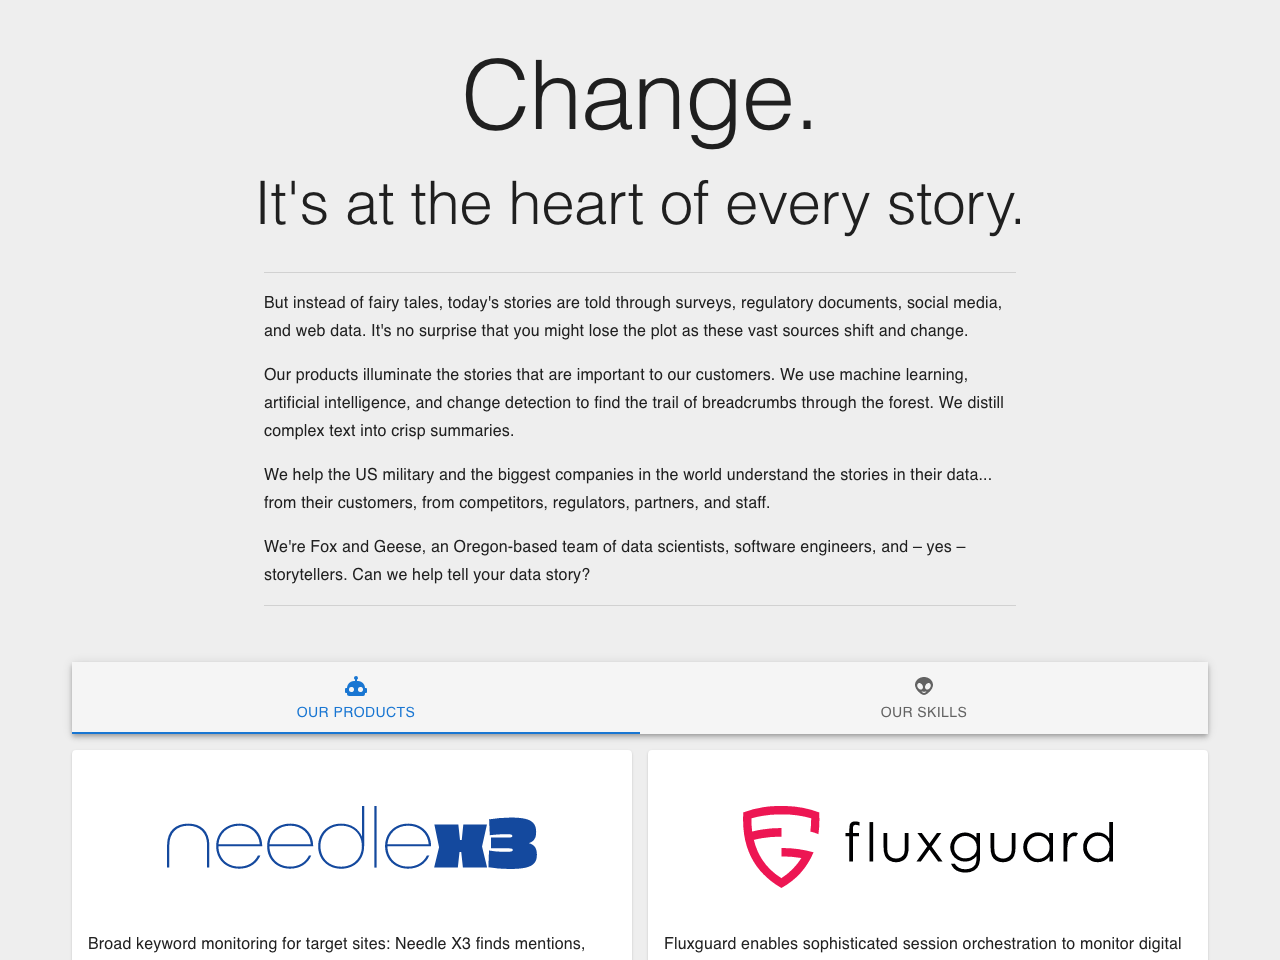 Change.
It's at the heart of every story.
But instead of fairy tales, today's stories are told through surveys, regulatory documents, social media,
and web data. It's no surprise that you might lose the plot as these vast sources shift and change.
Our products illuminate the stories that are important to our customers. We use machine learning,
artificial intelligence, and change detection to find the trail of breadcrumbs through the forest. We distill
complex text into crisp summaries.
We help the US military and the biggest companies in the world understand the stories in their data...
from their customers, from competitors, regulators, partners, and staff.
We're Fox and Geese, an Oregon-based team of data scientists, software engineers, and – yes –
storytellers. Can we help tell your data story?
OUR PRODUCTS
OUR SKILLS
needlex3
fluxguard
Broad keyword monitoring for target sites: Needle X3 finds mentions,
Fluxguard enables sophisticated session orchestration to monitor digital